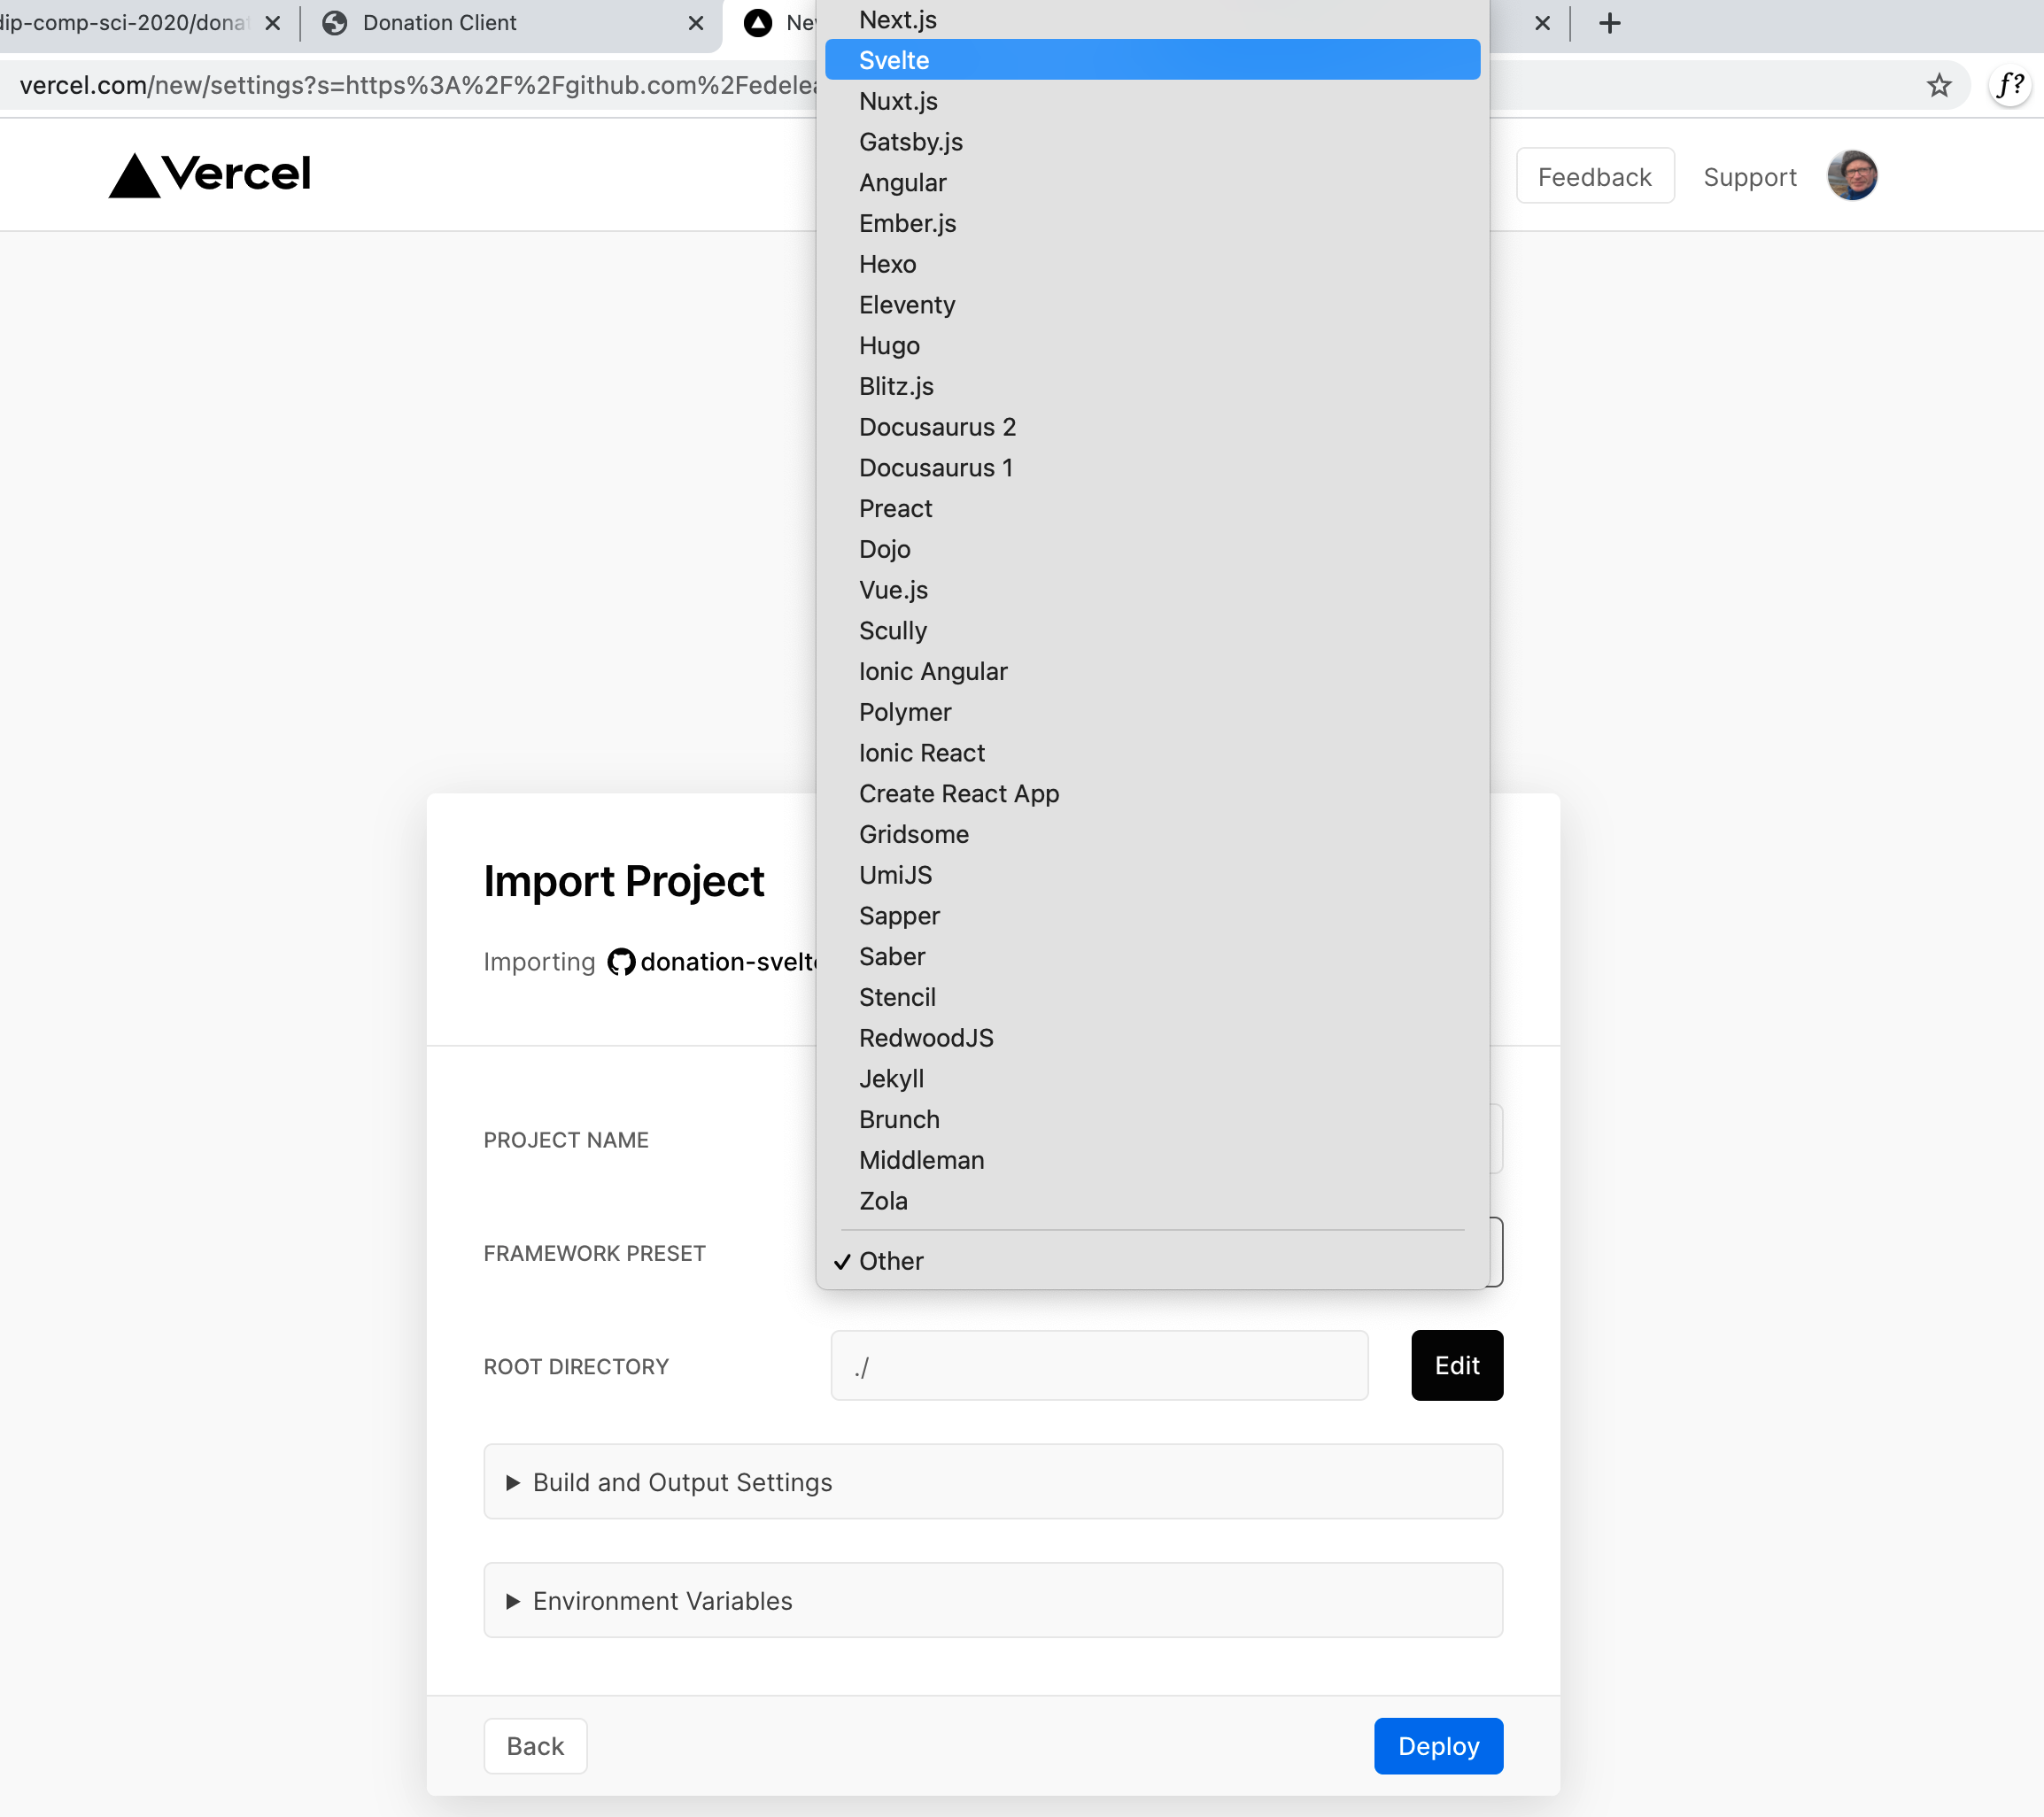 dip-comp-sci-2020/donat
Donation Client
Ne
vercel.com/new/settings?s=https%3A%2F%2Fgithub.com%2Fedelea
f?
Vercel
Feedback
Support
Next.js
Svelte
Nuxt.js
Gatsby.js
Angular
Ember.js
Hexo
Eleventy
Hugo
Blitz.js
Docusaurus 2
Docusaurus 1
Preact
Dojo
Vue.js
Scully
Ionic Angular
Polymer
Ionic React
Create React App
Gridsome
UmiJS
Sapper
Saber
Stencil
RedwoodJS
Jekyll
Brunch
Middleman
Zola
Other
Import Project
Importing donation-svelte
PROJECT NAME
FRAMEWORK PRESET
ROOT DIRECTORY
./
Edit
Build and Output Settings
Environment Variables
Back
Deploy